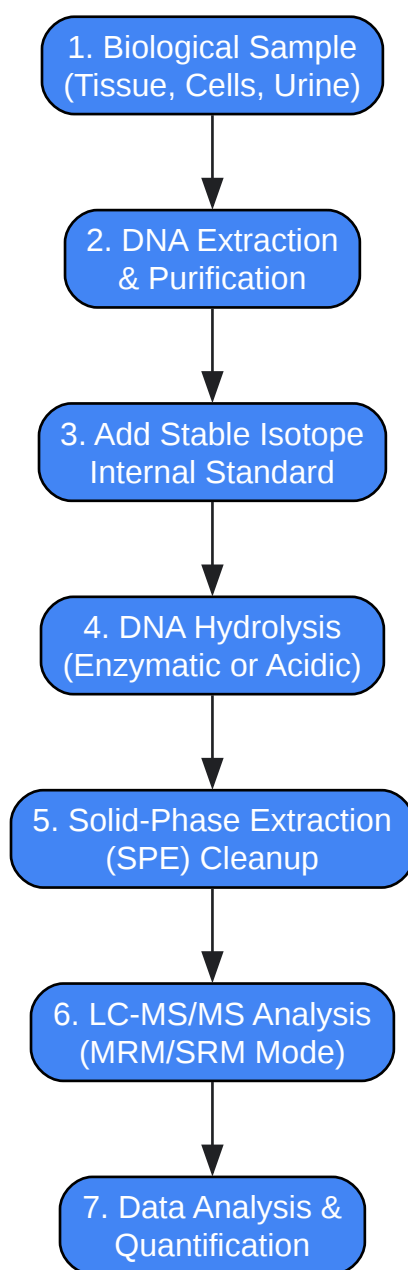 1. Biological Sample
(Tissue, Cells, Urine)
2. DNA Extraction
& Purification
3. Add Stable Isotope
Internal Standard
4. DNA Hydrolysis
(Enzymatic or Acidic)
5. Solid-Phase Extraction
(SPE) Cleanup
6. LC-MS/MS Analysis
(MRM/SRM Mode)
7. Data Analysis &
Quantification